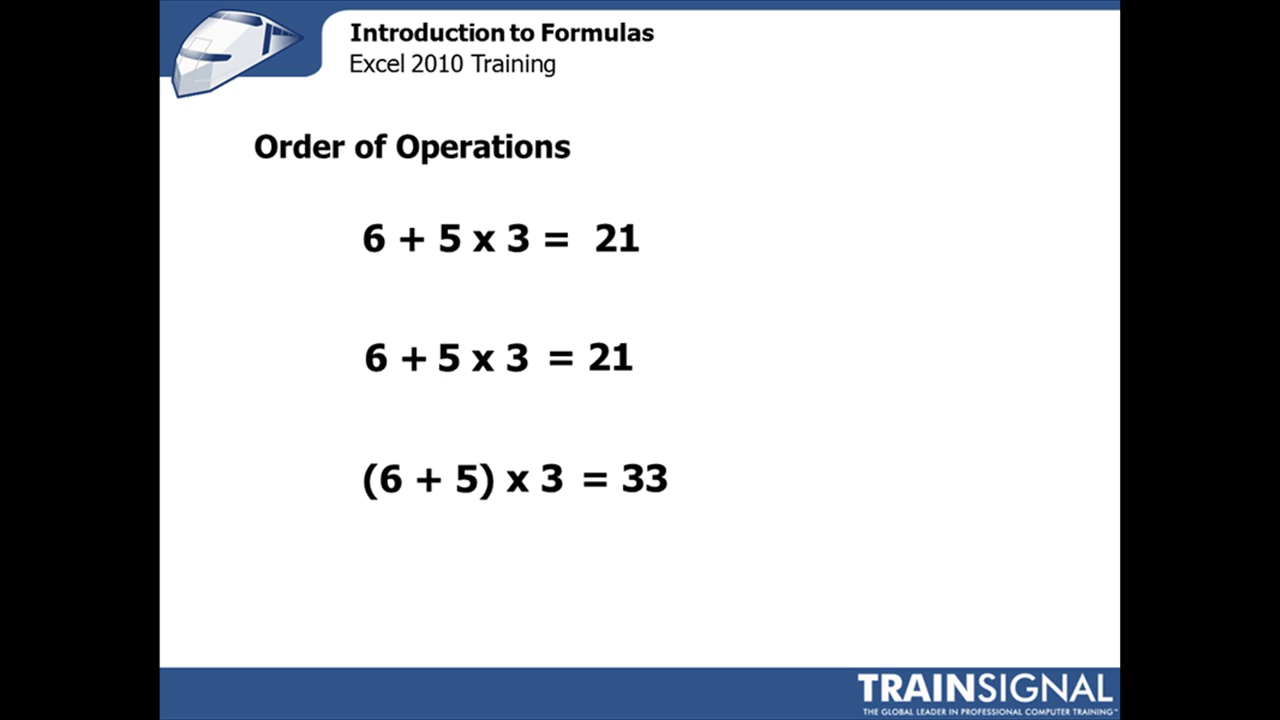 Introduction to Formulas
Excel 2010 Training
Order of Operations
6 + 5 x 3 = 21
6 + 5 x 3 = 21
(6 + 5) x 3 = 33
TRAINSIGNAL
THE GLOBAL LEADER IN PROFESSIONAL COMPUTER TRAINING™